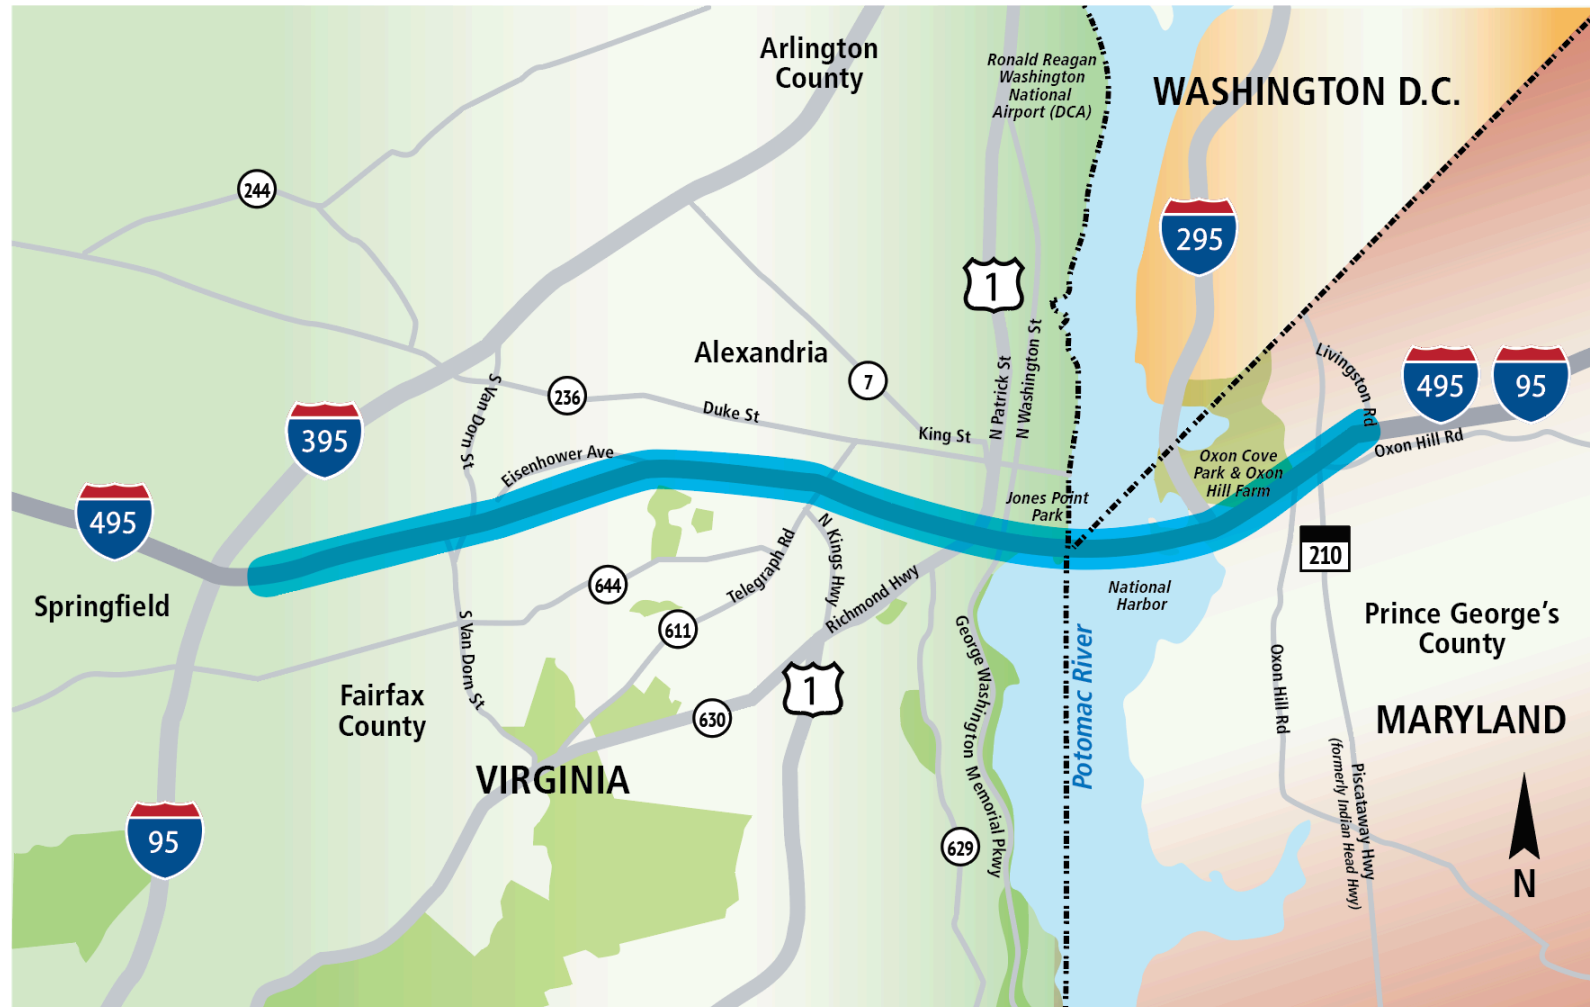 Arlington
County
Ronald Reagan
Washington
National
Airport (DCA)
WASHINGTON D.C.
244
295
1
Alexandria
N Patrick St
N Washington St
Livingston Rd
495
95
7
236
Duke St
S Van Dorn St
395
King St
Oxon Hill Rd
Eisenhower Ave
Oxon Cove
Park & Oxon
Hill Farm
Jones Point
Park
495
N Kings Hwy
Telegraph Rd
210
644
Richmond Hwy
National
Harbor
Springfield
Prince George's
County
611
S Van Dorn St
George Washington Memorial Pkwy
Potomac River
Oxon Hill Rd
1
Fairfax
County
630
MARYLAND
VIRGINIA
Piscataway Hwy
(formerly Indian Head Hwy)
95
629
N